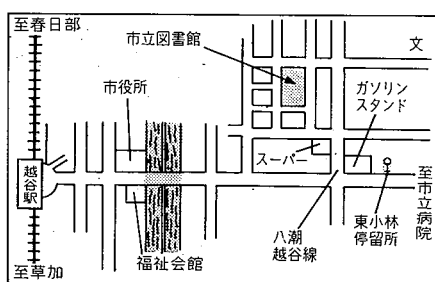 至春日部
市立図書館
文
市役所
ガソリン
スタンド
スーパー
越谷駅
至市立病院
八潮
越谷線
東小林
停留所
福祉会館
至草加